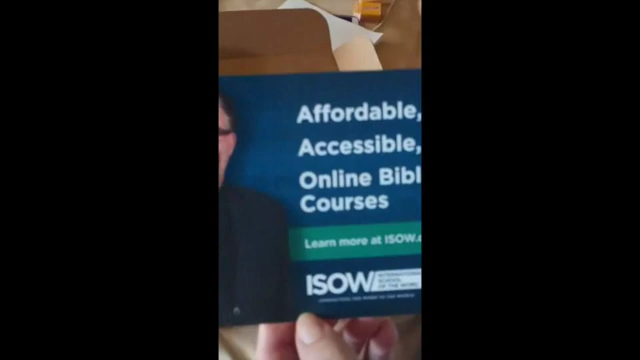 Affordable,
Accessible,
Online Bibl
Courses
Learn more at ISOW.
ISOW
INTERNATIONAL
SCHOOL
OF THE WORD